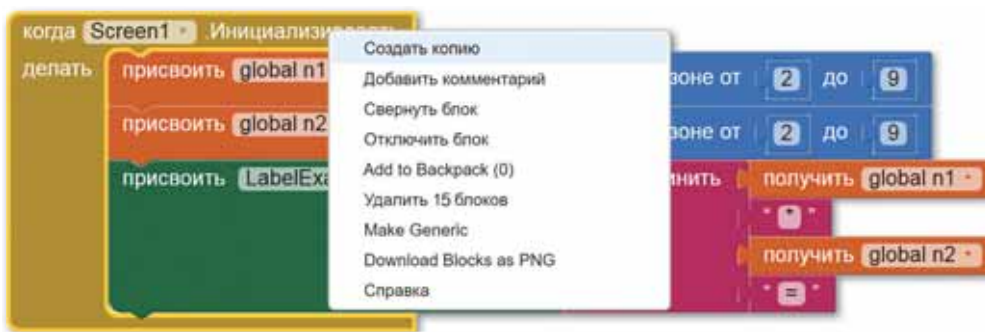 когда Screen1 .Инициализировать
Создать копию
делать присвоить global n1 зоне от 2 до 9
Добавить комментарий
Свернуть блок
присвоить global n2 зоне от 2 до 9
Отключить блок
присвоить LabelExa Add to Backpack (0) инить получить global n1
Удалить 15 блоков
" * "
Make Generic
Download Blocks as PNG получить global n2
Справка " = "